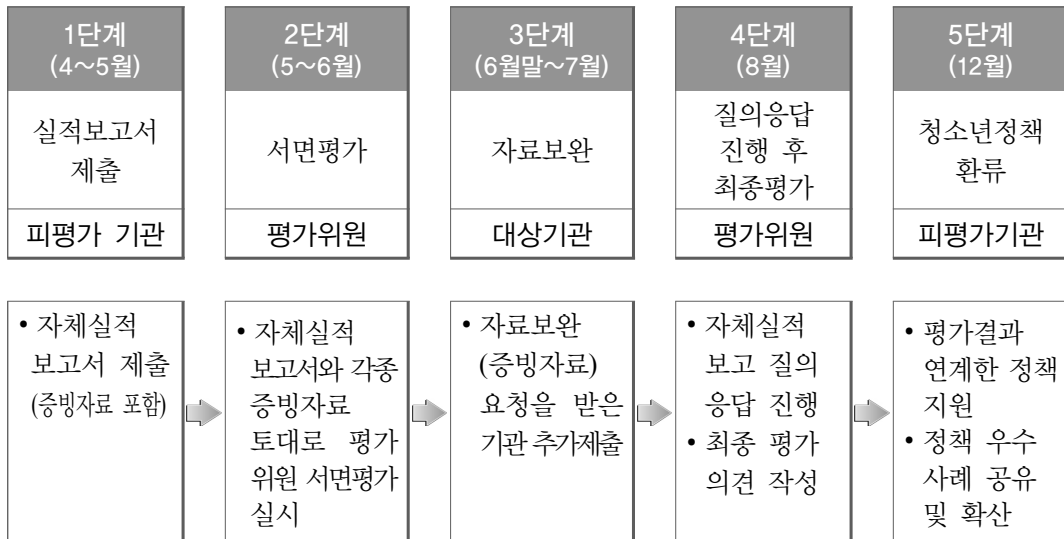 1단계
(4～5월)
실적보고서
제출
피평가 기관
2단계
(5～6월)
서면평가
평가위원
3단계
(6월말～7월)
자료보완
대상기관
4단계
(8월)
질의응답
진행 후
최종평가
평가위원
5단계
(12월)
청소년정책
환류
피평가기관
• 자체실적
보고서 제출
(증빙자료 포함)
• 자체실적
보고서와 각종
증빙자료
토대로 평가
위원 서면평가
실시
• 자료보완
(증빙자료)
요청을 받은
기관 추가제출
• 자체실적
보고 질의
응답 진행
• 최종 평가
의견 작성
• 평가결과
연계한 정책
지원
• 정책 우수
사례 공유
및 확산